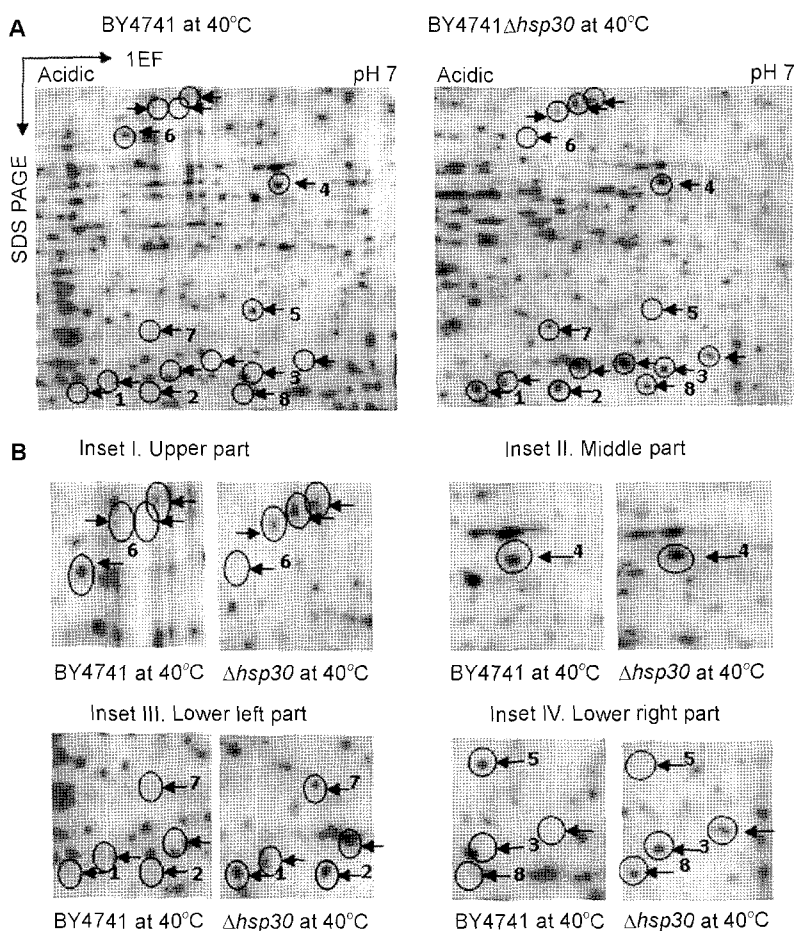 A
BY4741 at 40°C
BY4741Δhsp30 at 40°C
1EF
Acidic
pH 7
Acidic
pH 7
SDS PAGE
6
4
5
7
3
1
2
8
6
4
5
7
3
1
2
8
B
Inset I. Upper part
Inset II. Middle part
6
6
4
4
BY4741 at 40°C
Δhsp30 at 40°C
BY4741 at 40°C
Δhsp30 at 40°C
Inset III. Lower left part
Inset IV. Lower right part
7
1
2
7
1
2
5
3
8
5
3
8
BY4741 at 40°C
Δhsp30 at 40°C
BY4741 at 40°C
Δhsp30 at 40°C